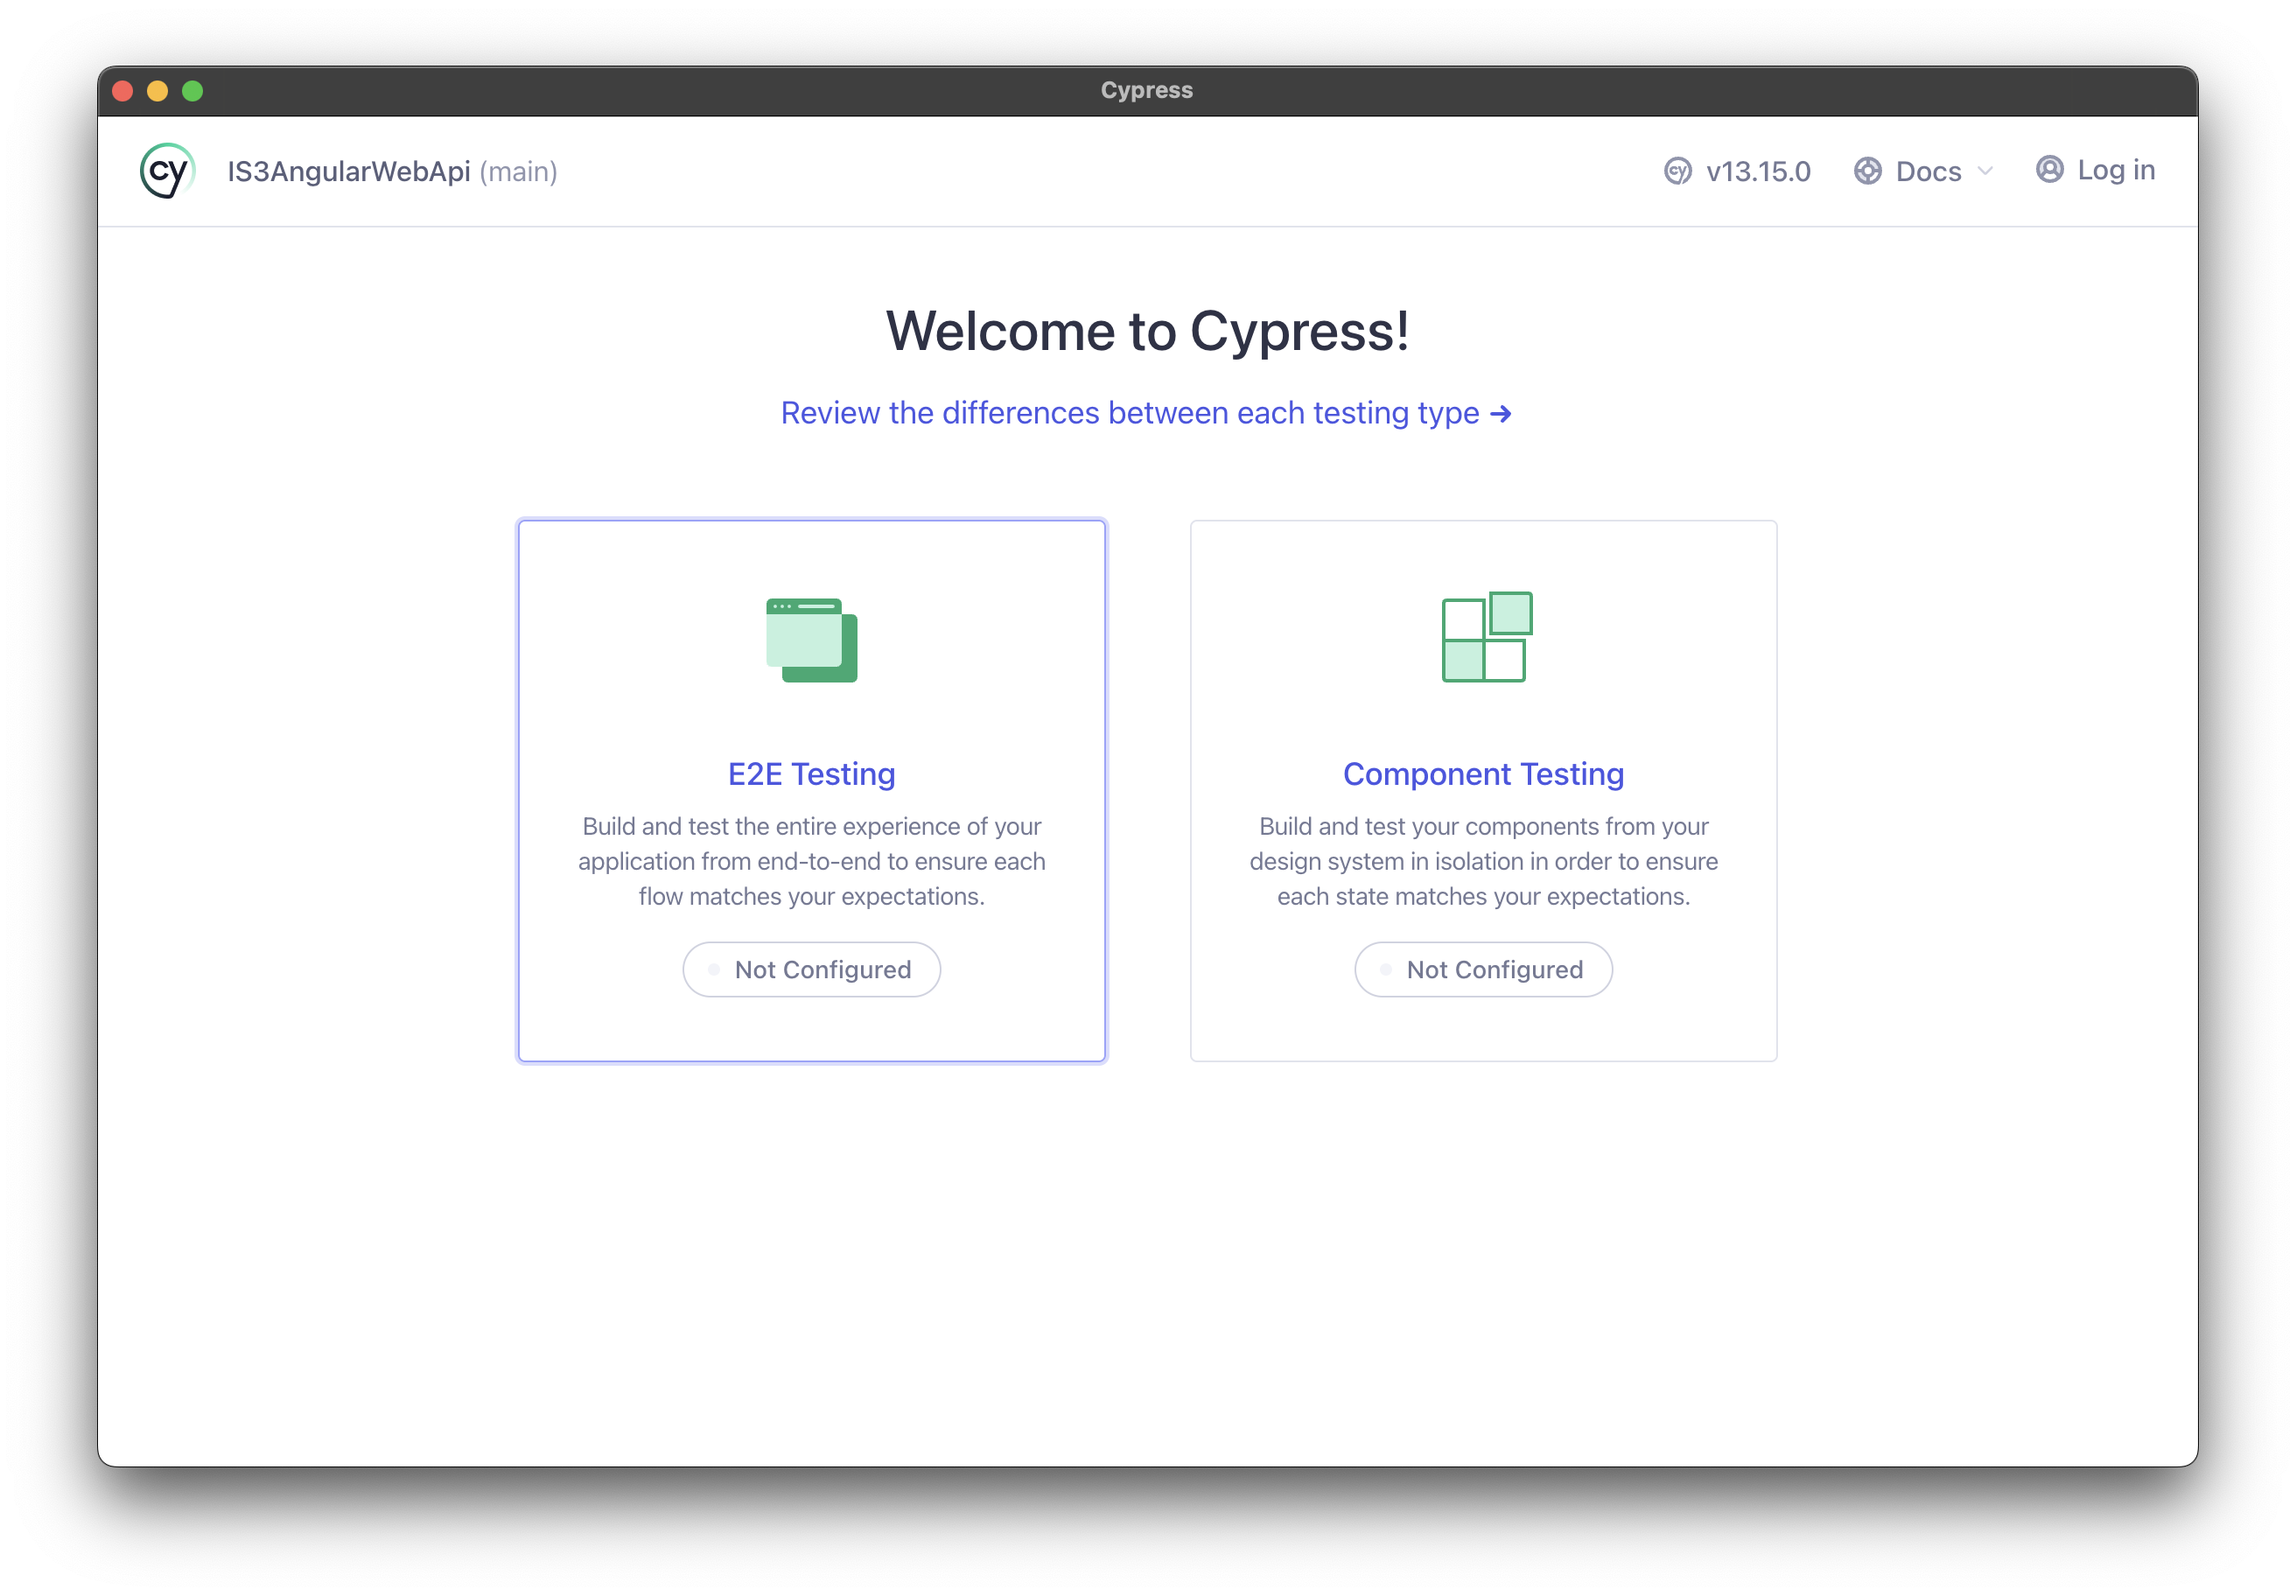 Cypress
cy
IS3AngularWebApi (main)
cy v13.15.0
Docs
Log in
Welcome to Cypress!
Review the differences between each testing type →
E2E Testing
Build and test the entire experience of your
application from end-to-end to ensure each
flow matches your expectations.
Not Configured
Component Testing
Build and test your components from your
design system in isolation in order to ensure
each state matches your expectations.
Not Configured